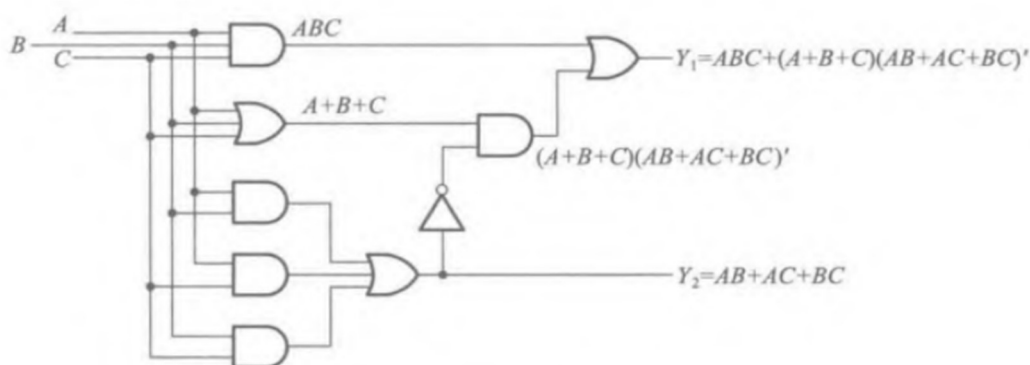 A
B
C
ABC
Y₁=ABC+(A+B+C)(AB+AC+BC)′
A+B+C
(A+B+C)(AB+AC+BC)′
Y₂=AB+AC+BC